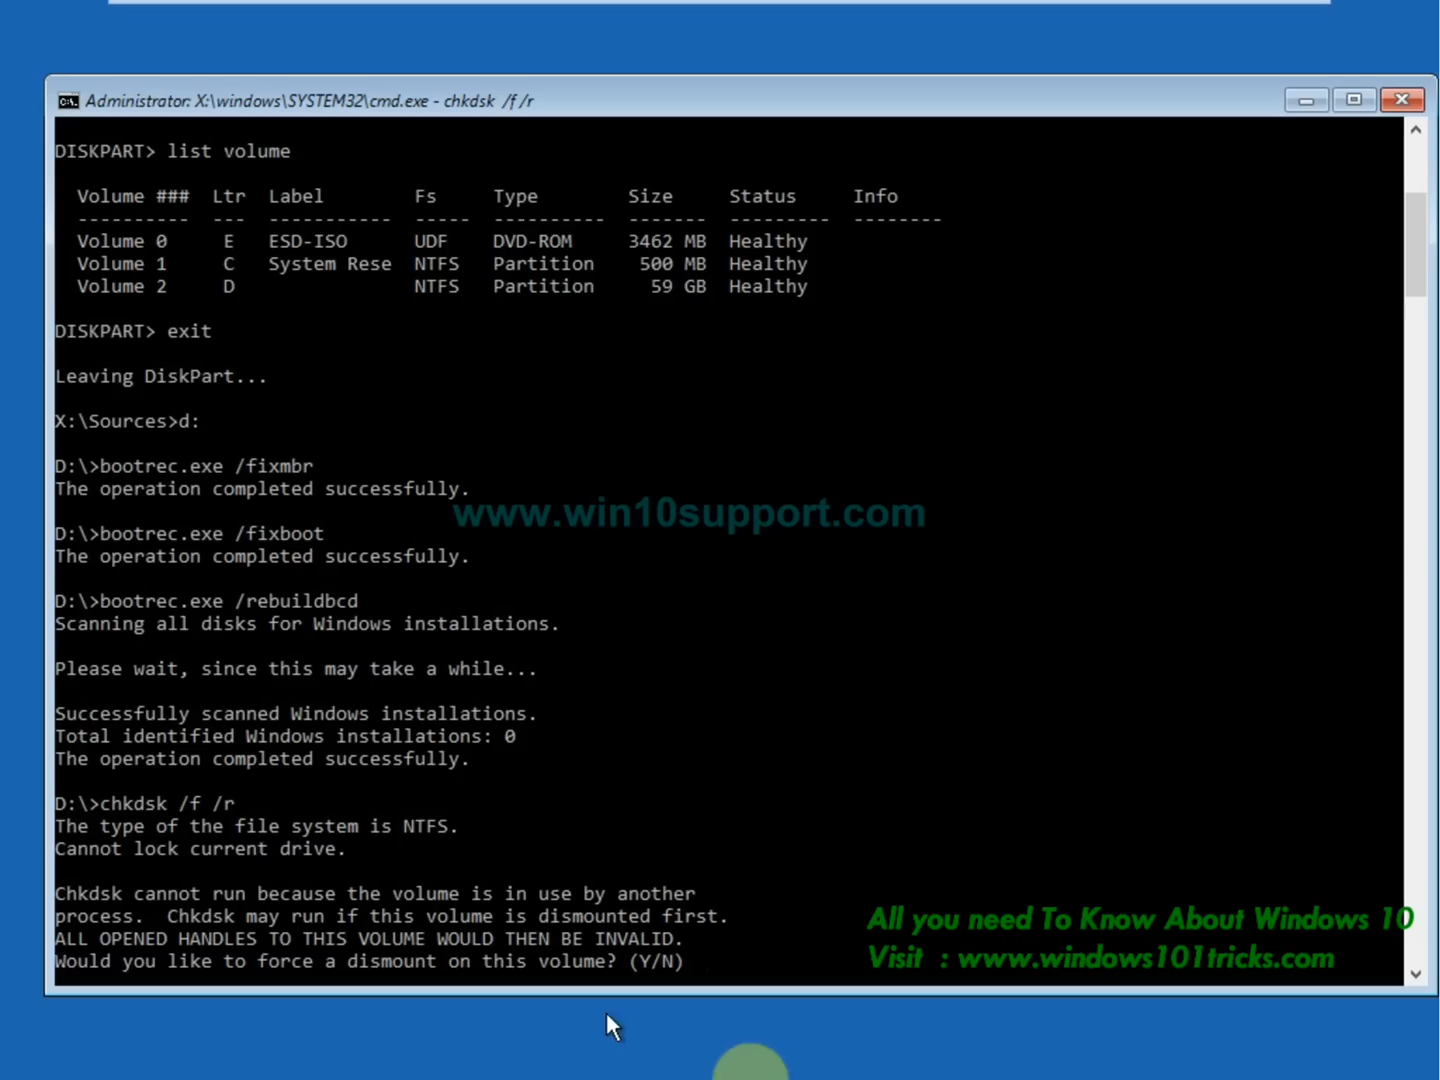 Administrator: X:\windows\SYSTEM32\cmd.exe - chkdsk /f /r
DISKPART> list volume
Volume ### Ltr Label Fs Type Size Status Info
---------- --- ----------- ----- ---------- ------- --------- --------
Volume 0 E ESD-ISO UDF DVD-ROM 3462 MB Healthy
Volume 1 C System Rese NTFS Partition 500 MB Healthy
Volume 2 D NTFS Partition 59 GB Healthy
DISKPART> exit
Leaving DiskPart...
X:\Sources>d:
D:\>bootrec.exe /fixmbr
The operation completed successfully.
www.win10support.com
D:\>bootrec.exe /fixboot
The operation completed successfully.
D:\>bootrec.exe /rebuildbcd
Scanning all disks for Windows installations.
Please wait, since this may take a while...
Successfully scanned Windows installations.
Total identified Windows installations: 0
The operation completed successfully.
D:\>chkdsk /f /r
The type of the file system is NTFS.
Cannot lock current drive.
Chkdsk cannot run because the volume is in use by another
process.  Chkdsk may run if this volume is dismounted first.
ALL OPENED HANDLES TO THIS VOLUME WOULD THEN BE INVALID.
Would you like to force a dismount on this volume? (Y/N)
All you need To Know About Windows 10
Visit : www.windows101tricks.com